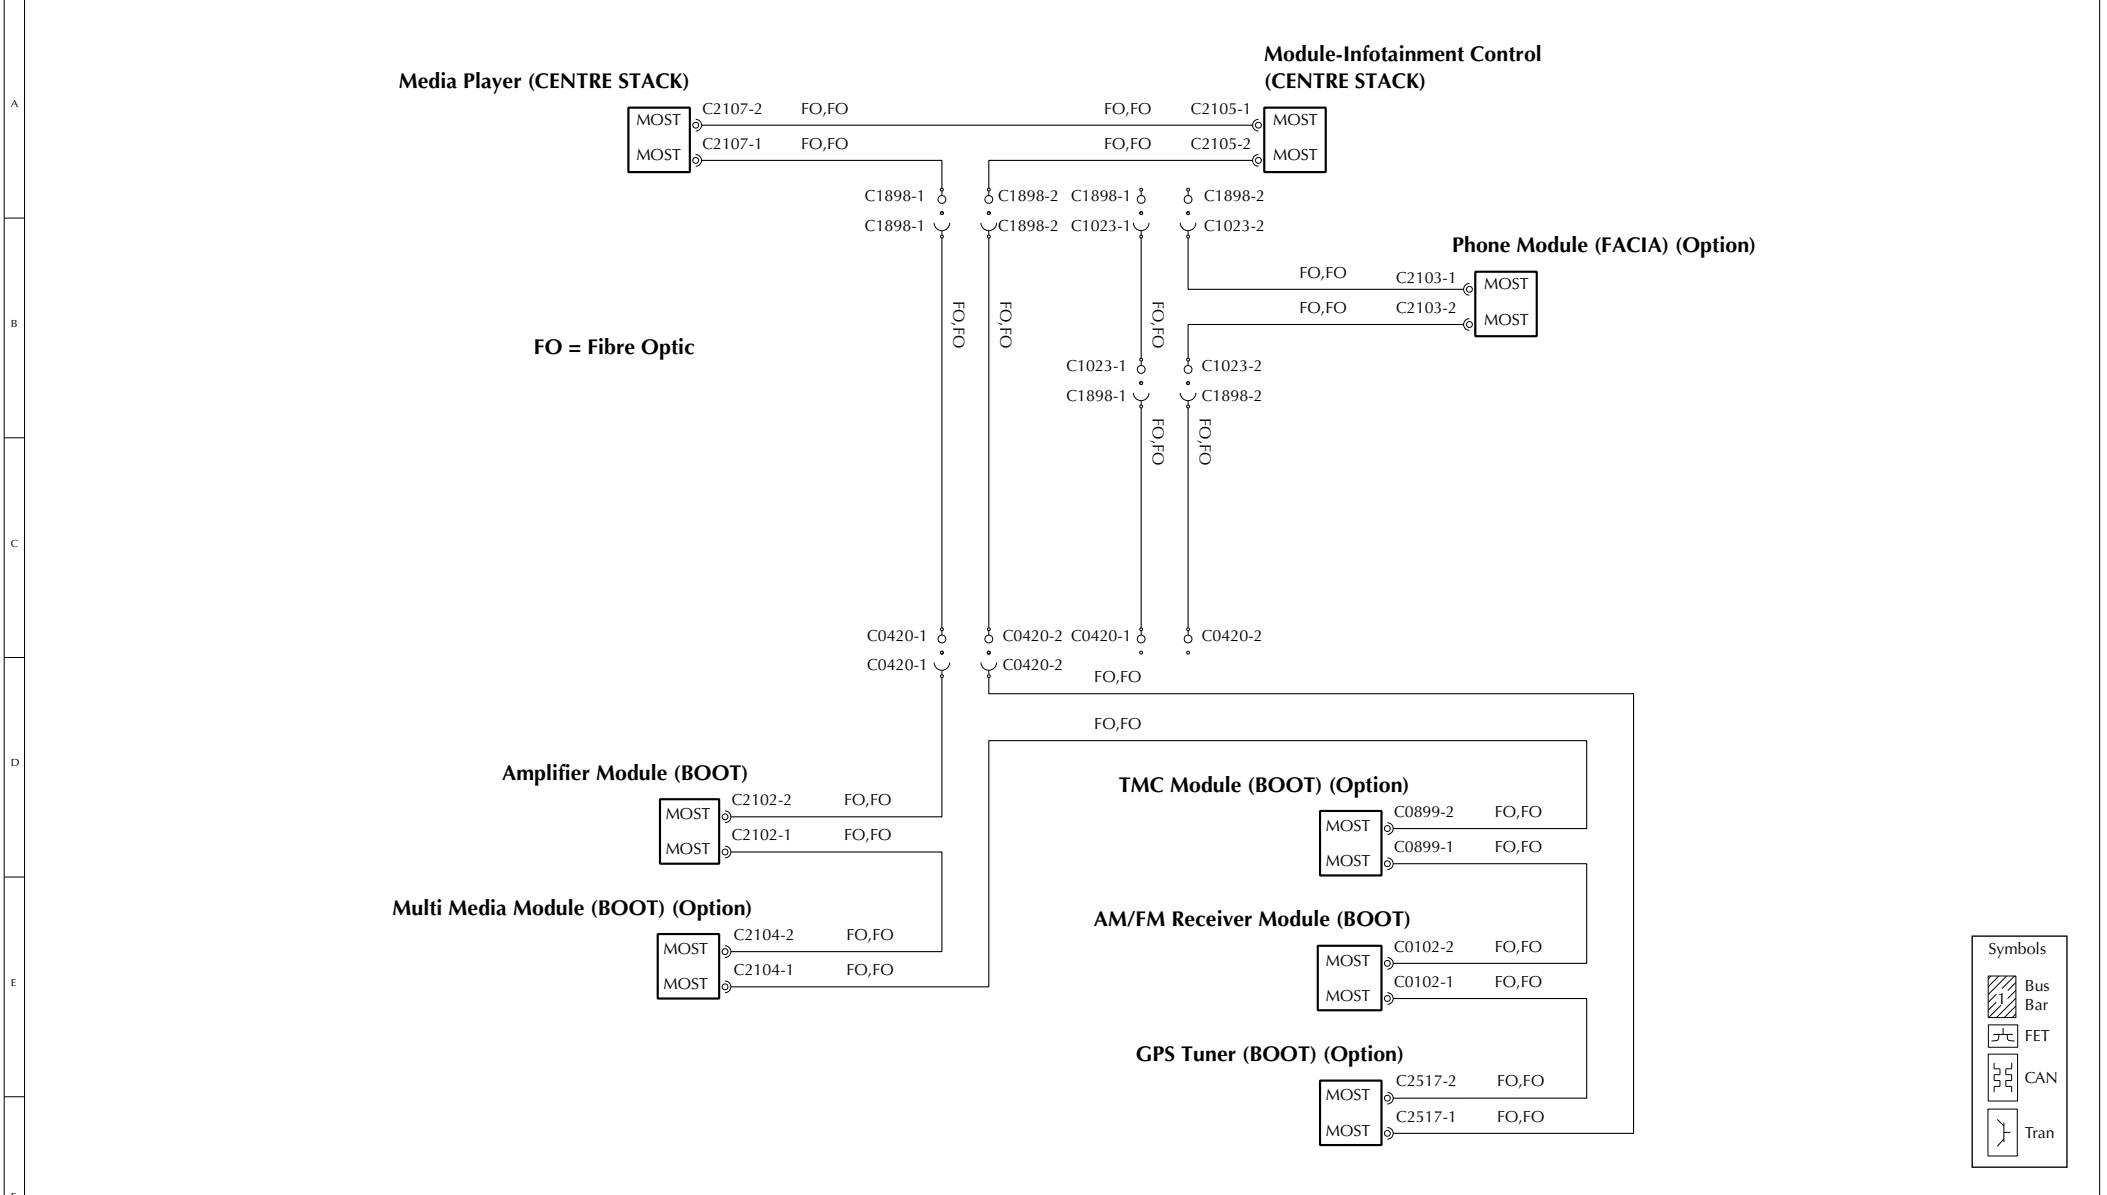 Module-Infotainment Control
(CENTRE STACK)
Media Player (CENTRE STACK)
A
MOST C2107-2 FO,FO FO,FO C2105-1 MOST
MOST C2107-1 FO,FO FO,FO C2105-2 MOST
C1898-1 C1898-2 C1898-1 C1898-2
C1898-1 C1898-2 C1023-1 C1023-2
Phone Module (FACIA) (Option)
FO,FO C2103-1 MOST
FO,FO C2103-2 MOST
B
FO,FO FO,FO FO,FO
FO = Fibre Optic
C1023-1 C1023-2
C1898-1 C1898-2
FO,FO FO,FO
C
C0420-1 C0420-2 C0420-1 C0420-2
C0420-1 C0420-2
FO,FO
FO,FO
D
Amplifier Module (BOOT)
MOST C2102-2 FO,FO
MOST C2102-1 FO,FO
TMC Module (BOOT) (Option)
MOST C0899-2 FO,FO
MOST C0899-1 FO,FO
Multi Media Module (BOOT) (Option)
MOST C2104-2 FO,FO
MOST C2104-1 FO,FO
AM/FM Receiver Module (BOOT)
MOST C0102-2 FO,FO
MOST C0102-1 FO,FO
E
GPS Tuner (BOOT) (Option)
MOST C2517-2 FO,FO
MOST C2517-1 FO,FO
Symbols
1
Bus
Bar
FET
CAN
Tran